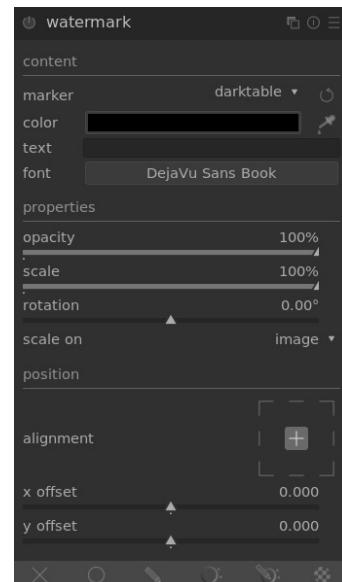 watermark
content
marker darktable
color
text
font DejaVu Sans Book
properties
opacity 100%
scale 100%
rotation 0.00°
scale on image
position
alignment
x offset 0.000
y offset 0.000